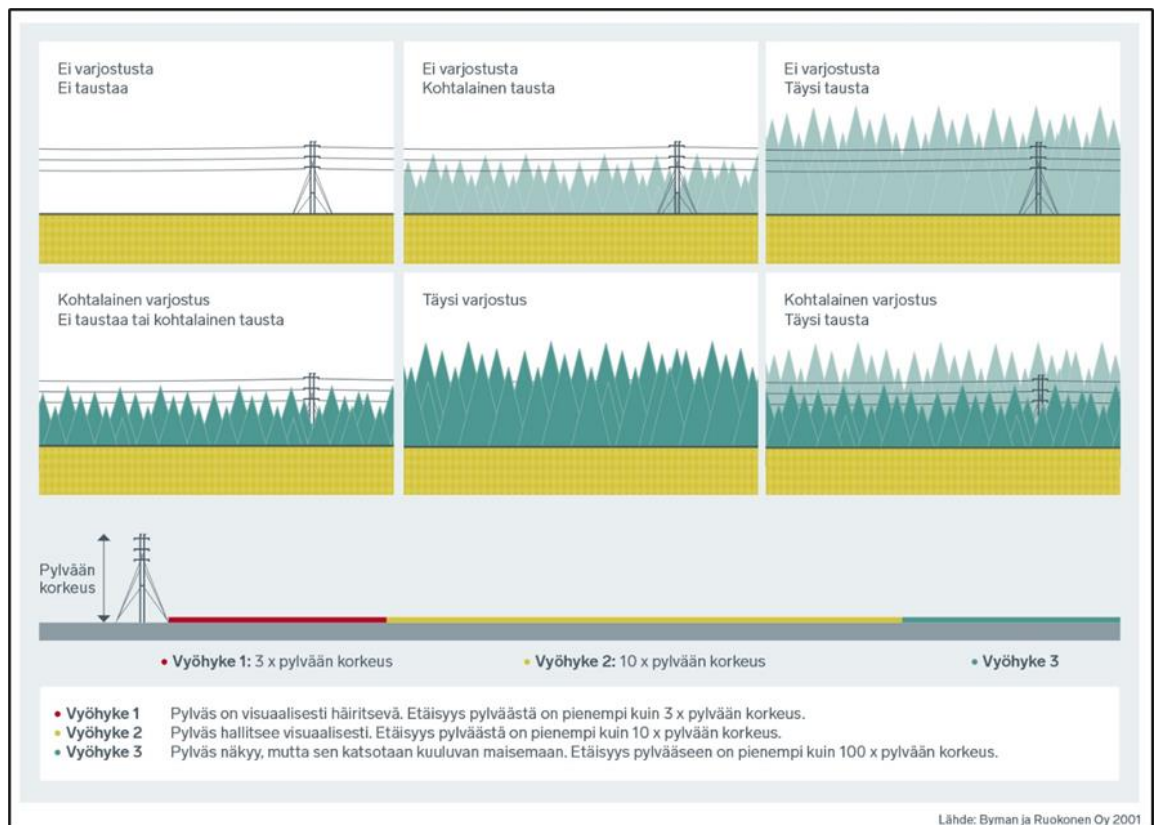 Ei varjostusta
Ei taustaa
Ei varjostusta
Kohtalainen tausta
Ei varjostusta
Täysi tausta
Kohtalainen varjostus
Ei taustaa tai kohtalainen tausta
Täysi varjostus
Kohtalainen varjostus
Täysi tausta
Pylvään
korkeus
• Vyöhyke 1: 3 x pylvään korkeus
• Vyöhyke 2: 10 x pylvään korkeus
• Vyöhyke 3
• Vyöhyke 1 Pylväs on visuaalisesti häiritsevä. Etäisyys pylväästä on pienempi kuin 3 x pylvään korkeus.
• Vyöhyke 2 Pylväs hallitsee visuaalisesti. Etäisyys pylväästä on pienempi kuin 10 x pylvään korkeus.
• Vyöhyke 3 Pylväs näkyy, mutta sen katsotaan kuuluvan maisemaan. Etäisyys pylvääseen on pienempi kuin 100 x pylvään korkeus.
Lähde: Byman ja Ruokonen Oy 2001